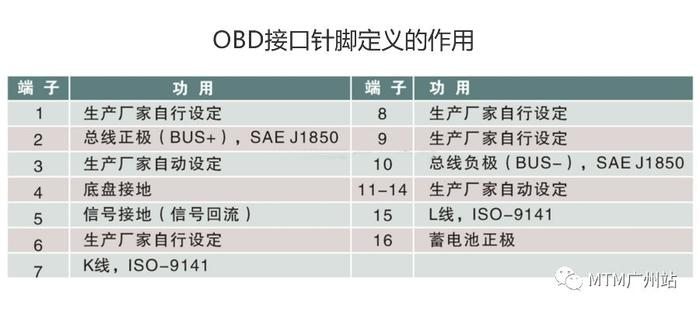 OBD接口针脚定义的作用
端 子 功 用 端 子 功 用
1 生产厂家自行设定 8 生产厂家自行设定
2 总线正极（BUS+），SAE J1850 9 生产厂家自行设定
3 生产厂家自动设定 10 总线负极（BUS-），SAE J1850
4 底盘接地 11-14 生产厂家自动设定
5 信号接地（信号回流） 15 L线，ISO-9141
6 生产厂家自行设定 16 蓄电池正极
7 K线，ISO-9141
MTM广州站